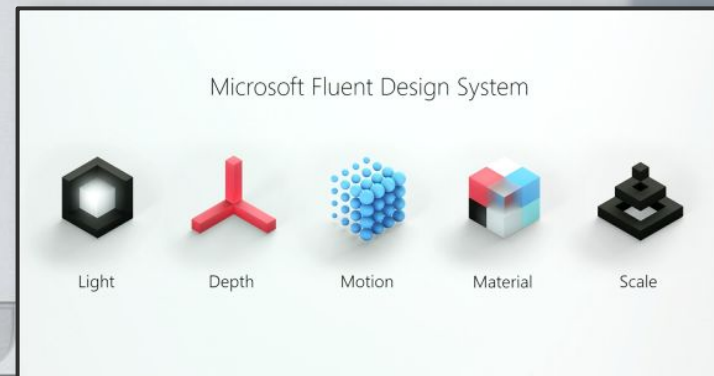 Microsoft Fluent Design System
Light
Depth
Motion
Material
Scale